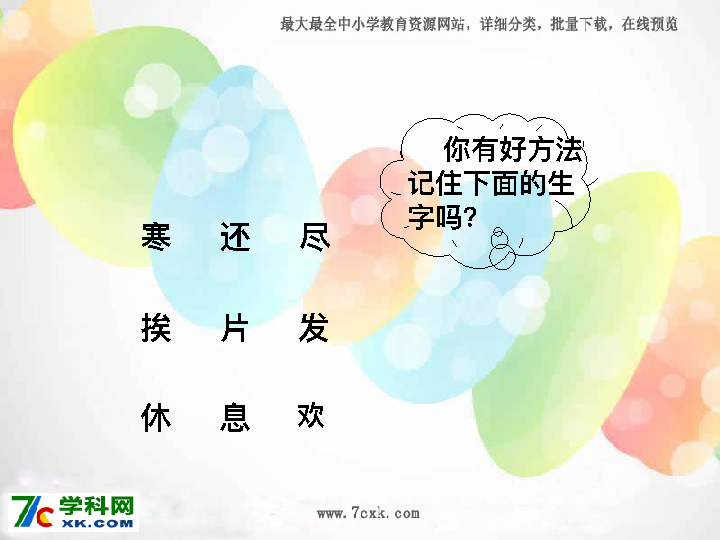 最大最全中小学教育资源网站，详细分类，批量下载，在线预览
你有好方法
记住下面的生
字吗？
寒 还 尽
挨 片 发
休 息 欢
学科网
XK.COM
www.7cxk.com